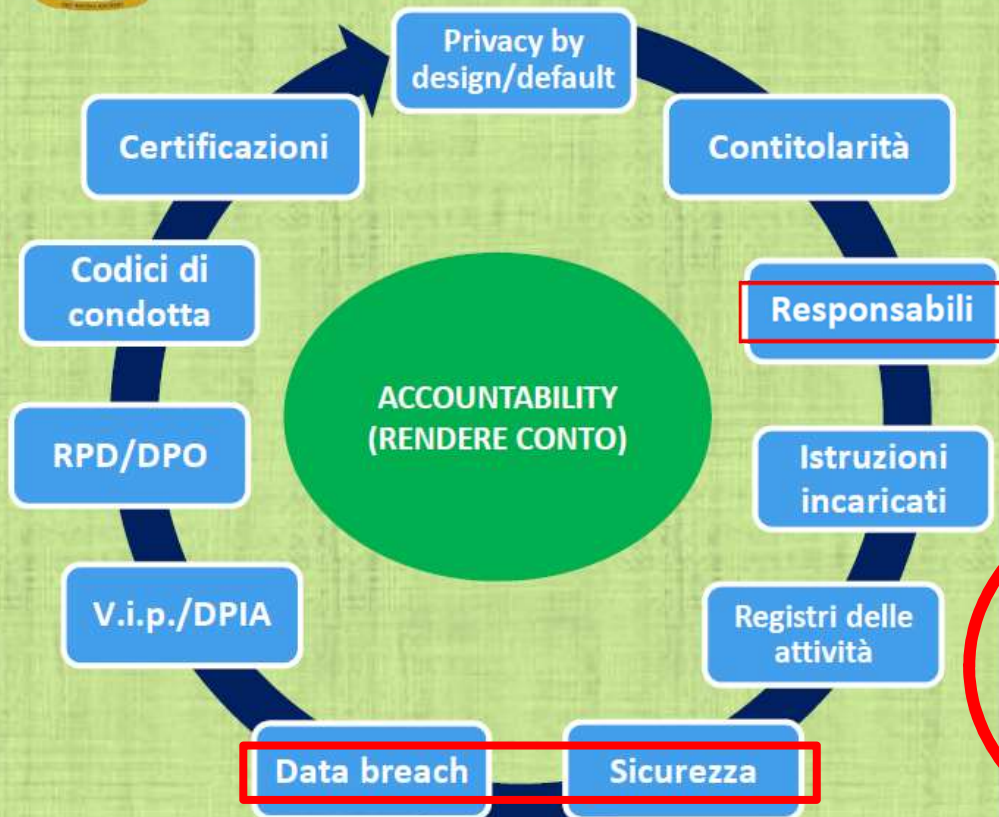 Privacy by
design/default
Contitolarità
Responsabili
Istruzioni
incaricati
Registri delle
attività
Sicurezza
Data breach
V.i.p./DPIA
RPD/DPO
Codici di
condotta
Certificazioni
ACCOUNTABILITY
(RENDERE CONTO)